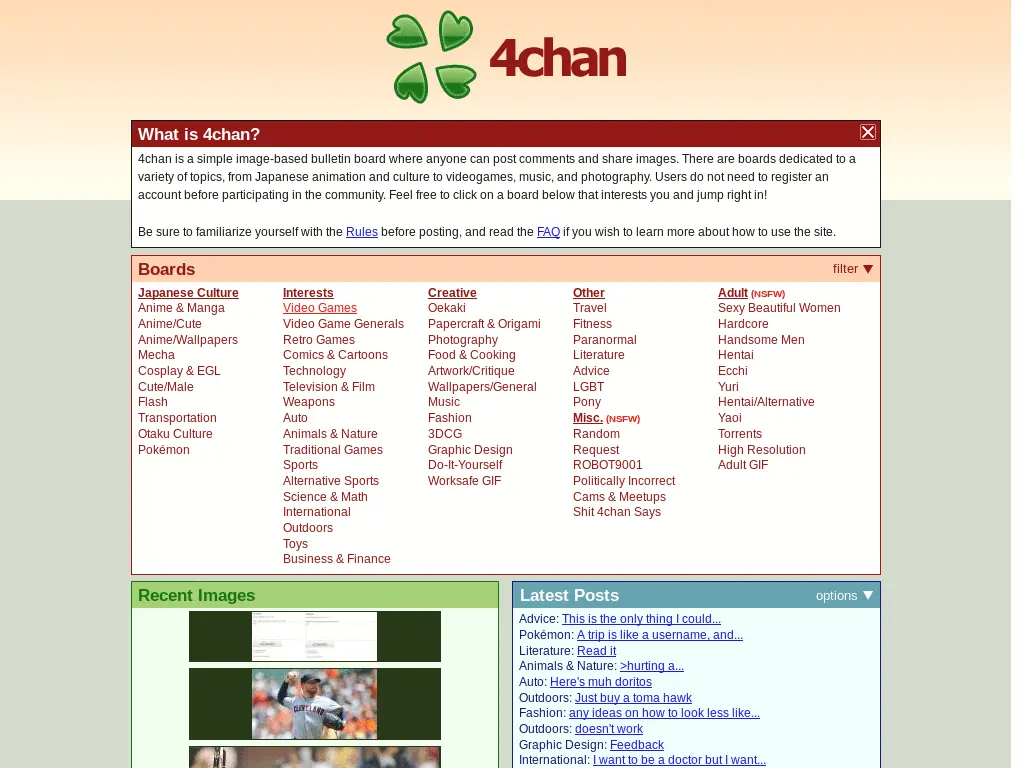 4chan
What is 4chan?
4chan is a simple image-based bulletin board where anyone can post comments and share images. There are boards dedicated to a
variety of topics, from Japanese animation and culture to videogames, music, and photography. Users do not need to register an
account before participating in the community. Feel free to click on a board below that interests you and jump right in!
Be sure to familiarize yourself with the Rules before posting, and read the FAQ if you wish to learn more about how to use the site.
Boards
filter ▼
Japanese Culture
Anime & Manga
Anime/Cute
Anime/Wallpapers
Mecha
Cosplay & EGL
Cute/Male
Flash
Transportation
Otaku Culture
Pokémon
Interests
Video Games
Video Game Generals
Retro Games
Comics & Cartoons
Technology
Television & Film
Weapons
Auto
Animals & Nature
Traditional Games
Sports
Alternative Sports
Science & Math
International
Outdoors
Toys
Business & Finance
Creative
Oekaki
Papercraft & Origami
Photography
Food & Cooking
Artwork/Critique
Wallpapers/General
Music
Fashion
3DCG
Graphic Design
Do-It-Yourself
Worksafe GIF
Other
Travel
Fitness
Paranormal
Literature
Advice
LGBT
Pony
Misc. (NSFW)
Random
Request
ROBOT9001
Politically Incorrect
Cams & Meetups
Shit 4chan Says
Adult (NSFW)
Sexy Beautiful Women
Hardcore
Handsome Men
Hentai
Ecchi
Yuri
Hentai/Alternative
Yaoi
Torrents
High Resolution
Adult GIF
Recent Images
CLEVELAND
Latest Posts
options ▼
Advice: This is the only thing I could...
Pokémon: A trip is like a username, and...
Literature: Read it
Animals & Nature: >hurting a...
Auto: Here's muh doritos
Outdoors: Just buy a toma hawk
Fashion: any ideas on how to look less like...
Outdoors: doesn't work
Graphic Design: Feedback
International: I want to be a doctor but I want...